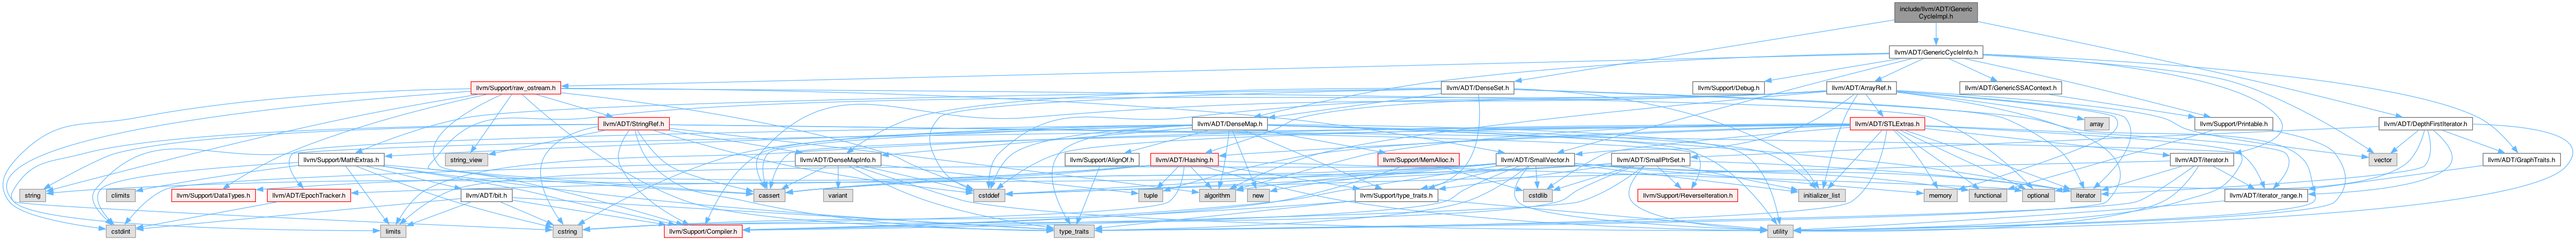 include/llvm/ADT/Generic
CycleImpl.h
llvm/ADT/GenericCycleInfo.h
llvm/Support/raw_ostream.h
llvm/ADT/DenseSet.h
llvm/Support/Debug.h
llvm/ADT/ArrayRef.h
llvm/ADT/GenericSSAContext.h
llvm/ADT/StringRef.h
llvm/ADT/DenseMap.h
llvm/ADT/STLExtras.h
array
llvm/Support/Printable.h
llvm/ADT/DepthFirstIterator.h
string_view
llvm/Support/MathExtras.h
llvm/ADT/DenseMapInfo.h
llvm/Support/AlignOf.h
llvm/ADT/Hashing.h
llvm/Support/MemAlloc.h
llvm/ADT/SmallVector.h
llvm/ADT/SmallPtrSet.h
llvm/ADT/iterator.h
vector
llvm/ADT/GraphTraits.h
string
climits
llvm/Support/DataTypes.h
llvm/ADT/EpochTracker.h
cassert
variant
cstddef
tuple
algorithm
new
llvm/Support/type_traits.h
cstdlib
initializer_list
llvm/Support/ReverseIteration.h
memory
functional
optional
iterator
llvm/ADT/iterator_range.h
llvm/ADT/bit.h
cstdint
limits
cstring
llvm/Support/Compiler.h
type_traits
utility